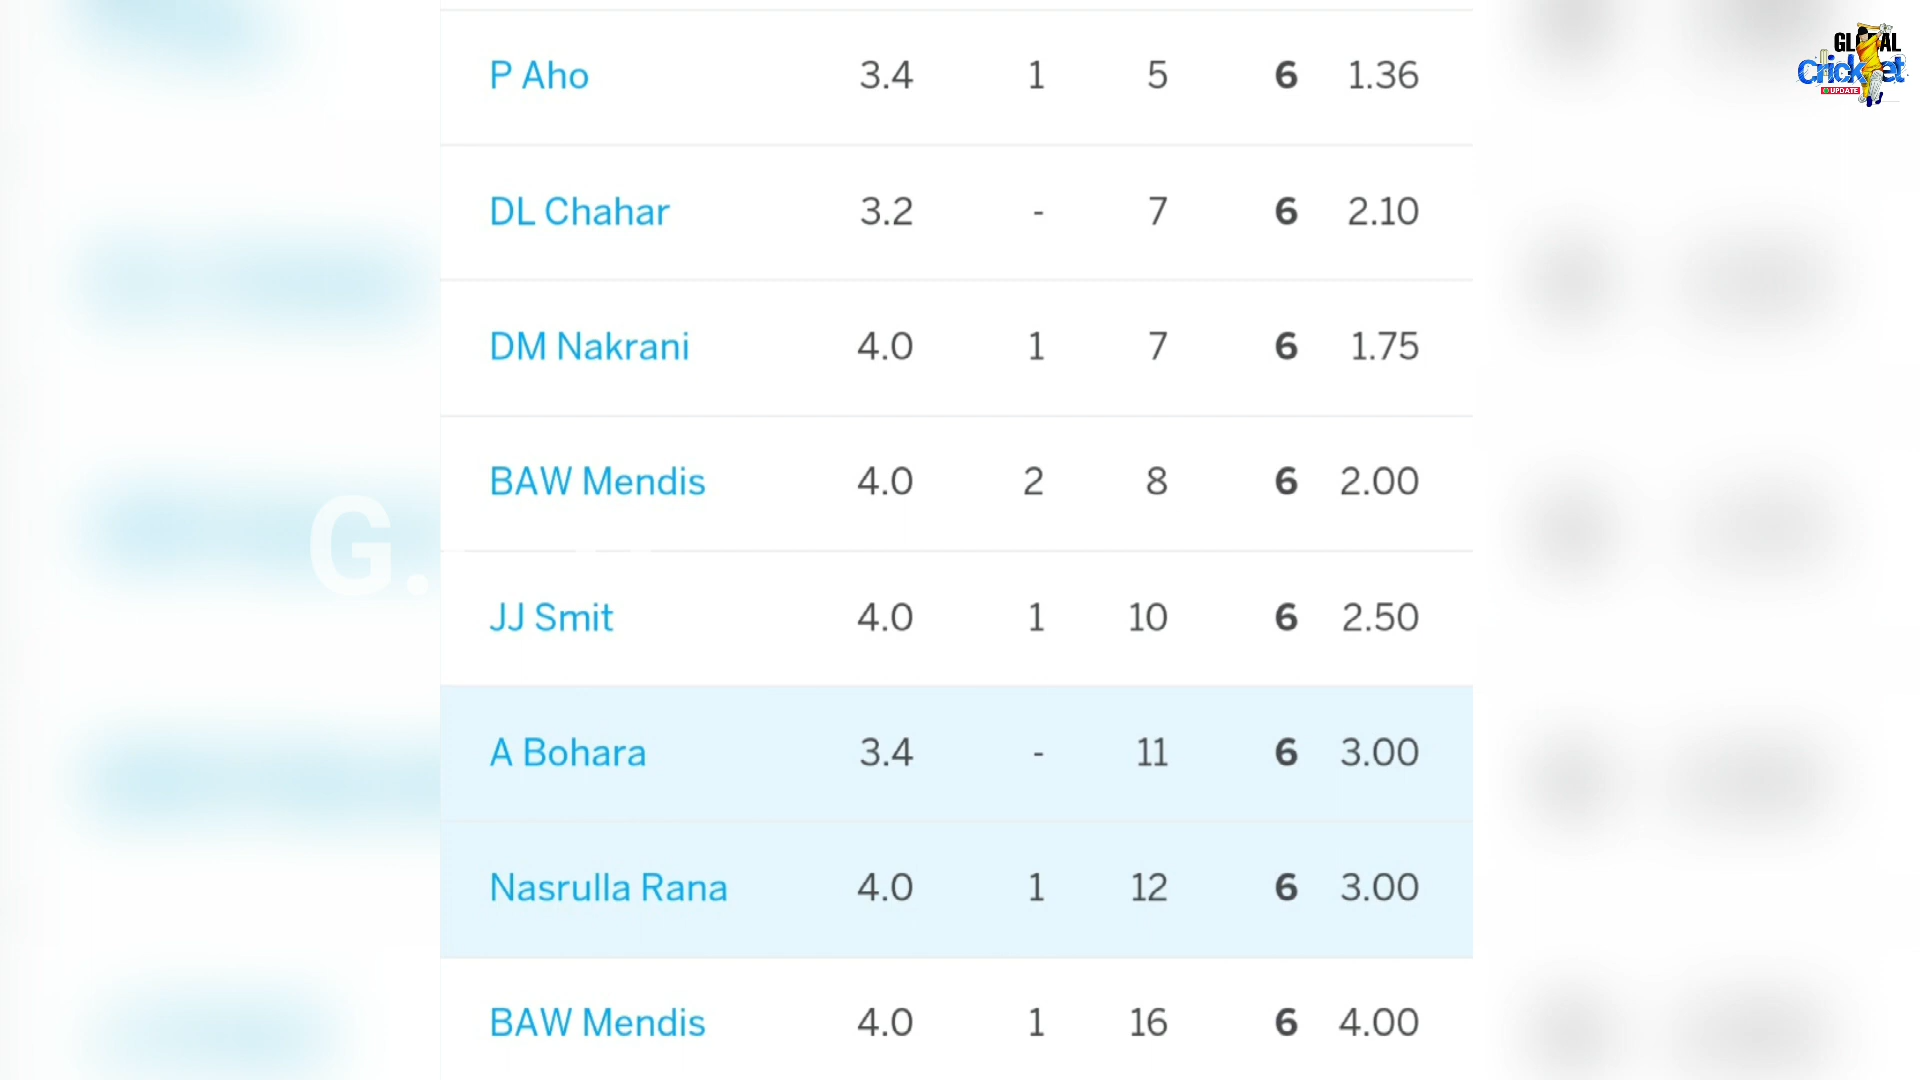 GLOBAL
Cricket
UPDATE
P Aho 3.4 1 5 6 1.36
DL Chahar 3.2 - 7 6 2.10
DM Nakrani 4.0 1 7 6 1.75
BAW Mendis 4.0 2 8 6 2.00
G.
JJ Smit 4.0 1 10 6 2.50
A Bohara 3.4 - 11 6 3.00
Nasrulla Rana 4.0 1 12 6 3.00
BAW Mendis 4.0 1 16 6 4.00